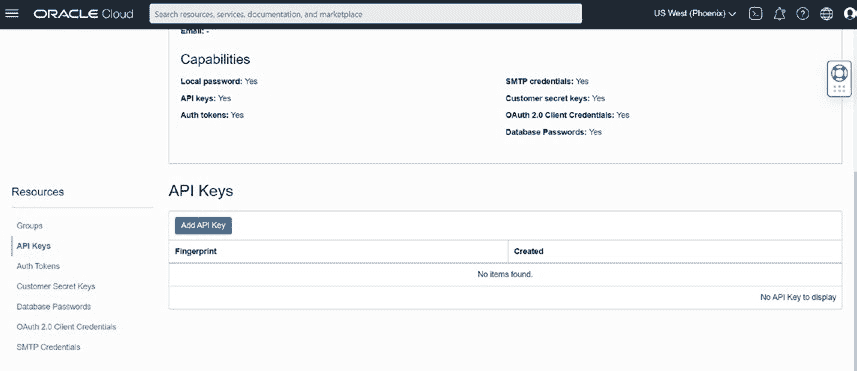 ORACLE Cloud
Search resources, services, documentation, and marketplace
US West (Phoenix)
Email: -
Capabilities
Local password: Yes
API keys: Yes
Auth tokens: Yes
SMTP credentials: Yes
Customer secret keys: Yes
OAuth 2.0 Client Credentials: Yes
Database Passwords: Yes
Resources
Groups
API Keys
Auth Tokens
Customer Secret Keys
Database Passwords
OAuth 2.0 Client Credentials
SMTP Credentials
API Keys
Add API Key
Fingerprint
Created
No items found.
No API Key to display